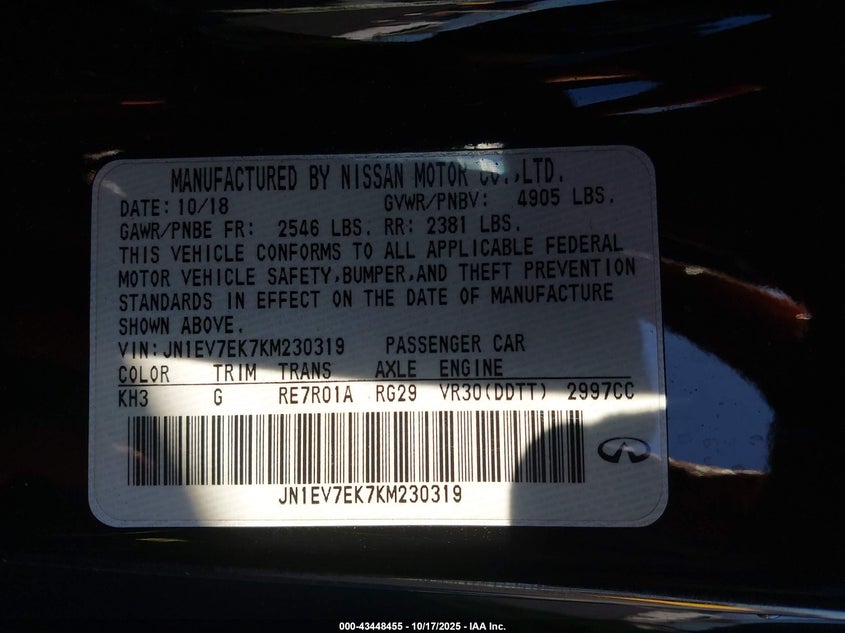 MANUFACTURED BY NISSAN MOTOR CO.,LTD.
DATE: 10/18 GVWR/PNBV: 4905 LBS.
GAWR/PNBE FR: 2546 LBS. RR: 2381 LBS.
THIS VEHICLE CONFORMS TO ALL APPLICABLE FEDERAL
MOTOR VEHICLE SAFETY,BUMPER,AND THEFT PREVENTION
STANDARDS IN EFFECT ON THE DATE OF MANUFACTURE
SHOWN ABOVE.
VIN:JN1EV7EK7KM230319 PASSENGER CAR
COLOR TRIM TRANS AXLE ENGINE
KH3 G RE7R01A RG29 VR30(DDTT) 2997CC
JN1EV7EK7KM230319
000-43448455 - 10/17/2025 - IAA Inc.